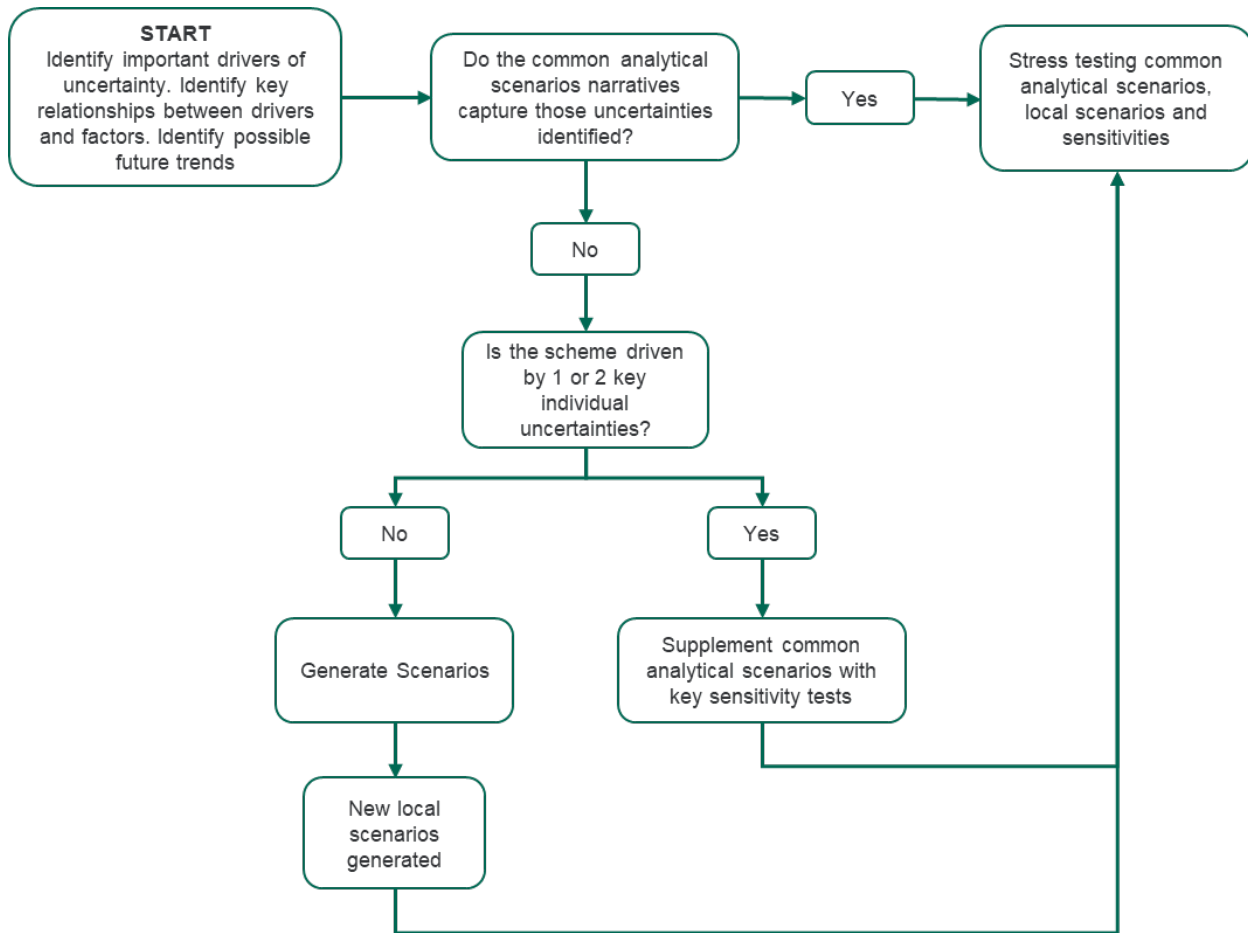 START
Identify important drivers of
uncertainty. Identify key
relationships between drivers
and factors. Identify possible
future trends
Do the common analytical
scenarios narratives
capture those uncertainties
identified?
Yes
Stress testing common
analytical scenarios,
local scenarios and
sensitivities
No
Is the scheme driven
by 1 or 2 key
individual
uncertainties?
No
Yes
Generate Scenarios
Supplement common
analytical scenarios with
key sensitivity tests
New local
scenarios
generated